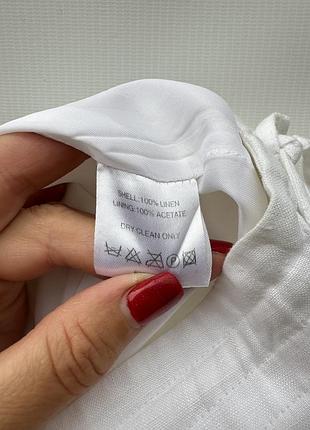 SHELL:100% LINEN
LINING:100% ACETATE
DRY CLEAN ONLY